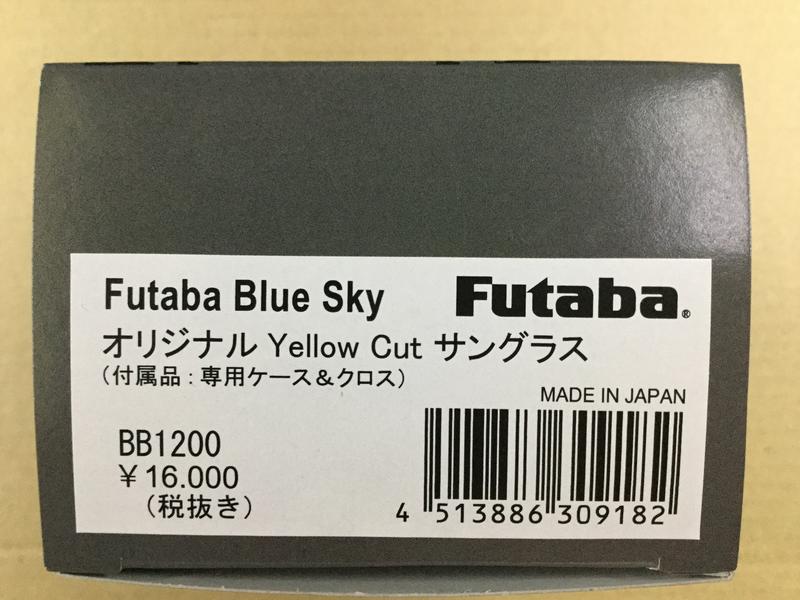 Futaba Blue Sky Futaba®
オリジナル Yellow Cut サングラス
(付属品:専用ケース&クロス)
MADE IN JAPAN
BB1200
¥16.000
(税抜き)
4 513886 309182